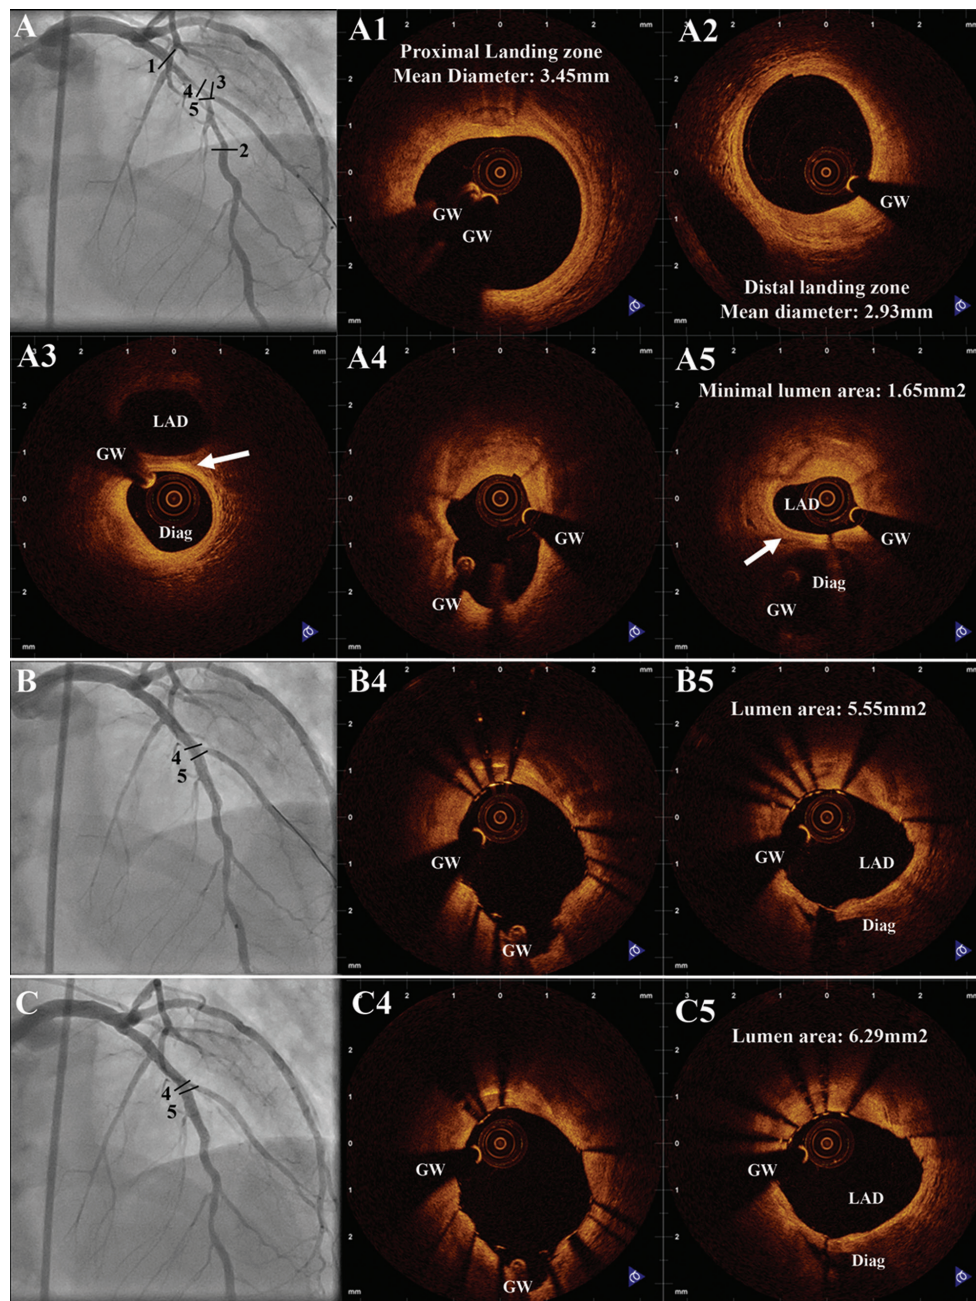 A
1
4
3
5
2
A1
Proximal Landing zone
Mean Diameter: 3.45mm
GW
GW
A2
GW
Distal landing zone
Mean diameter: 2.93mm
A3
LAD
GW
Diag
A4
GW
GW
A5
Minimal lumen area: 1.65mm2
LAD
GW
Diag
GW
B
4
5
B4
GW
GW
B5
Lumen area: 5.55mm2
GW
LAD
Diag
C
4
5
C4
GW
GW
C5
Lumen area: 6.29mm2
GW
LAD
Diag